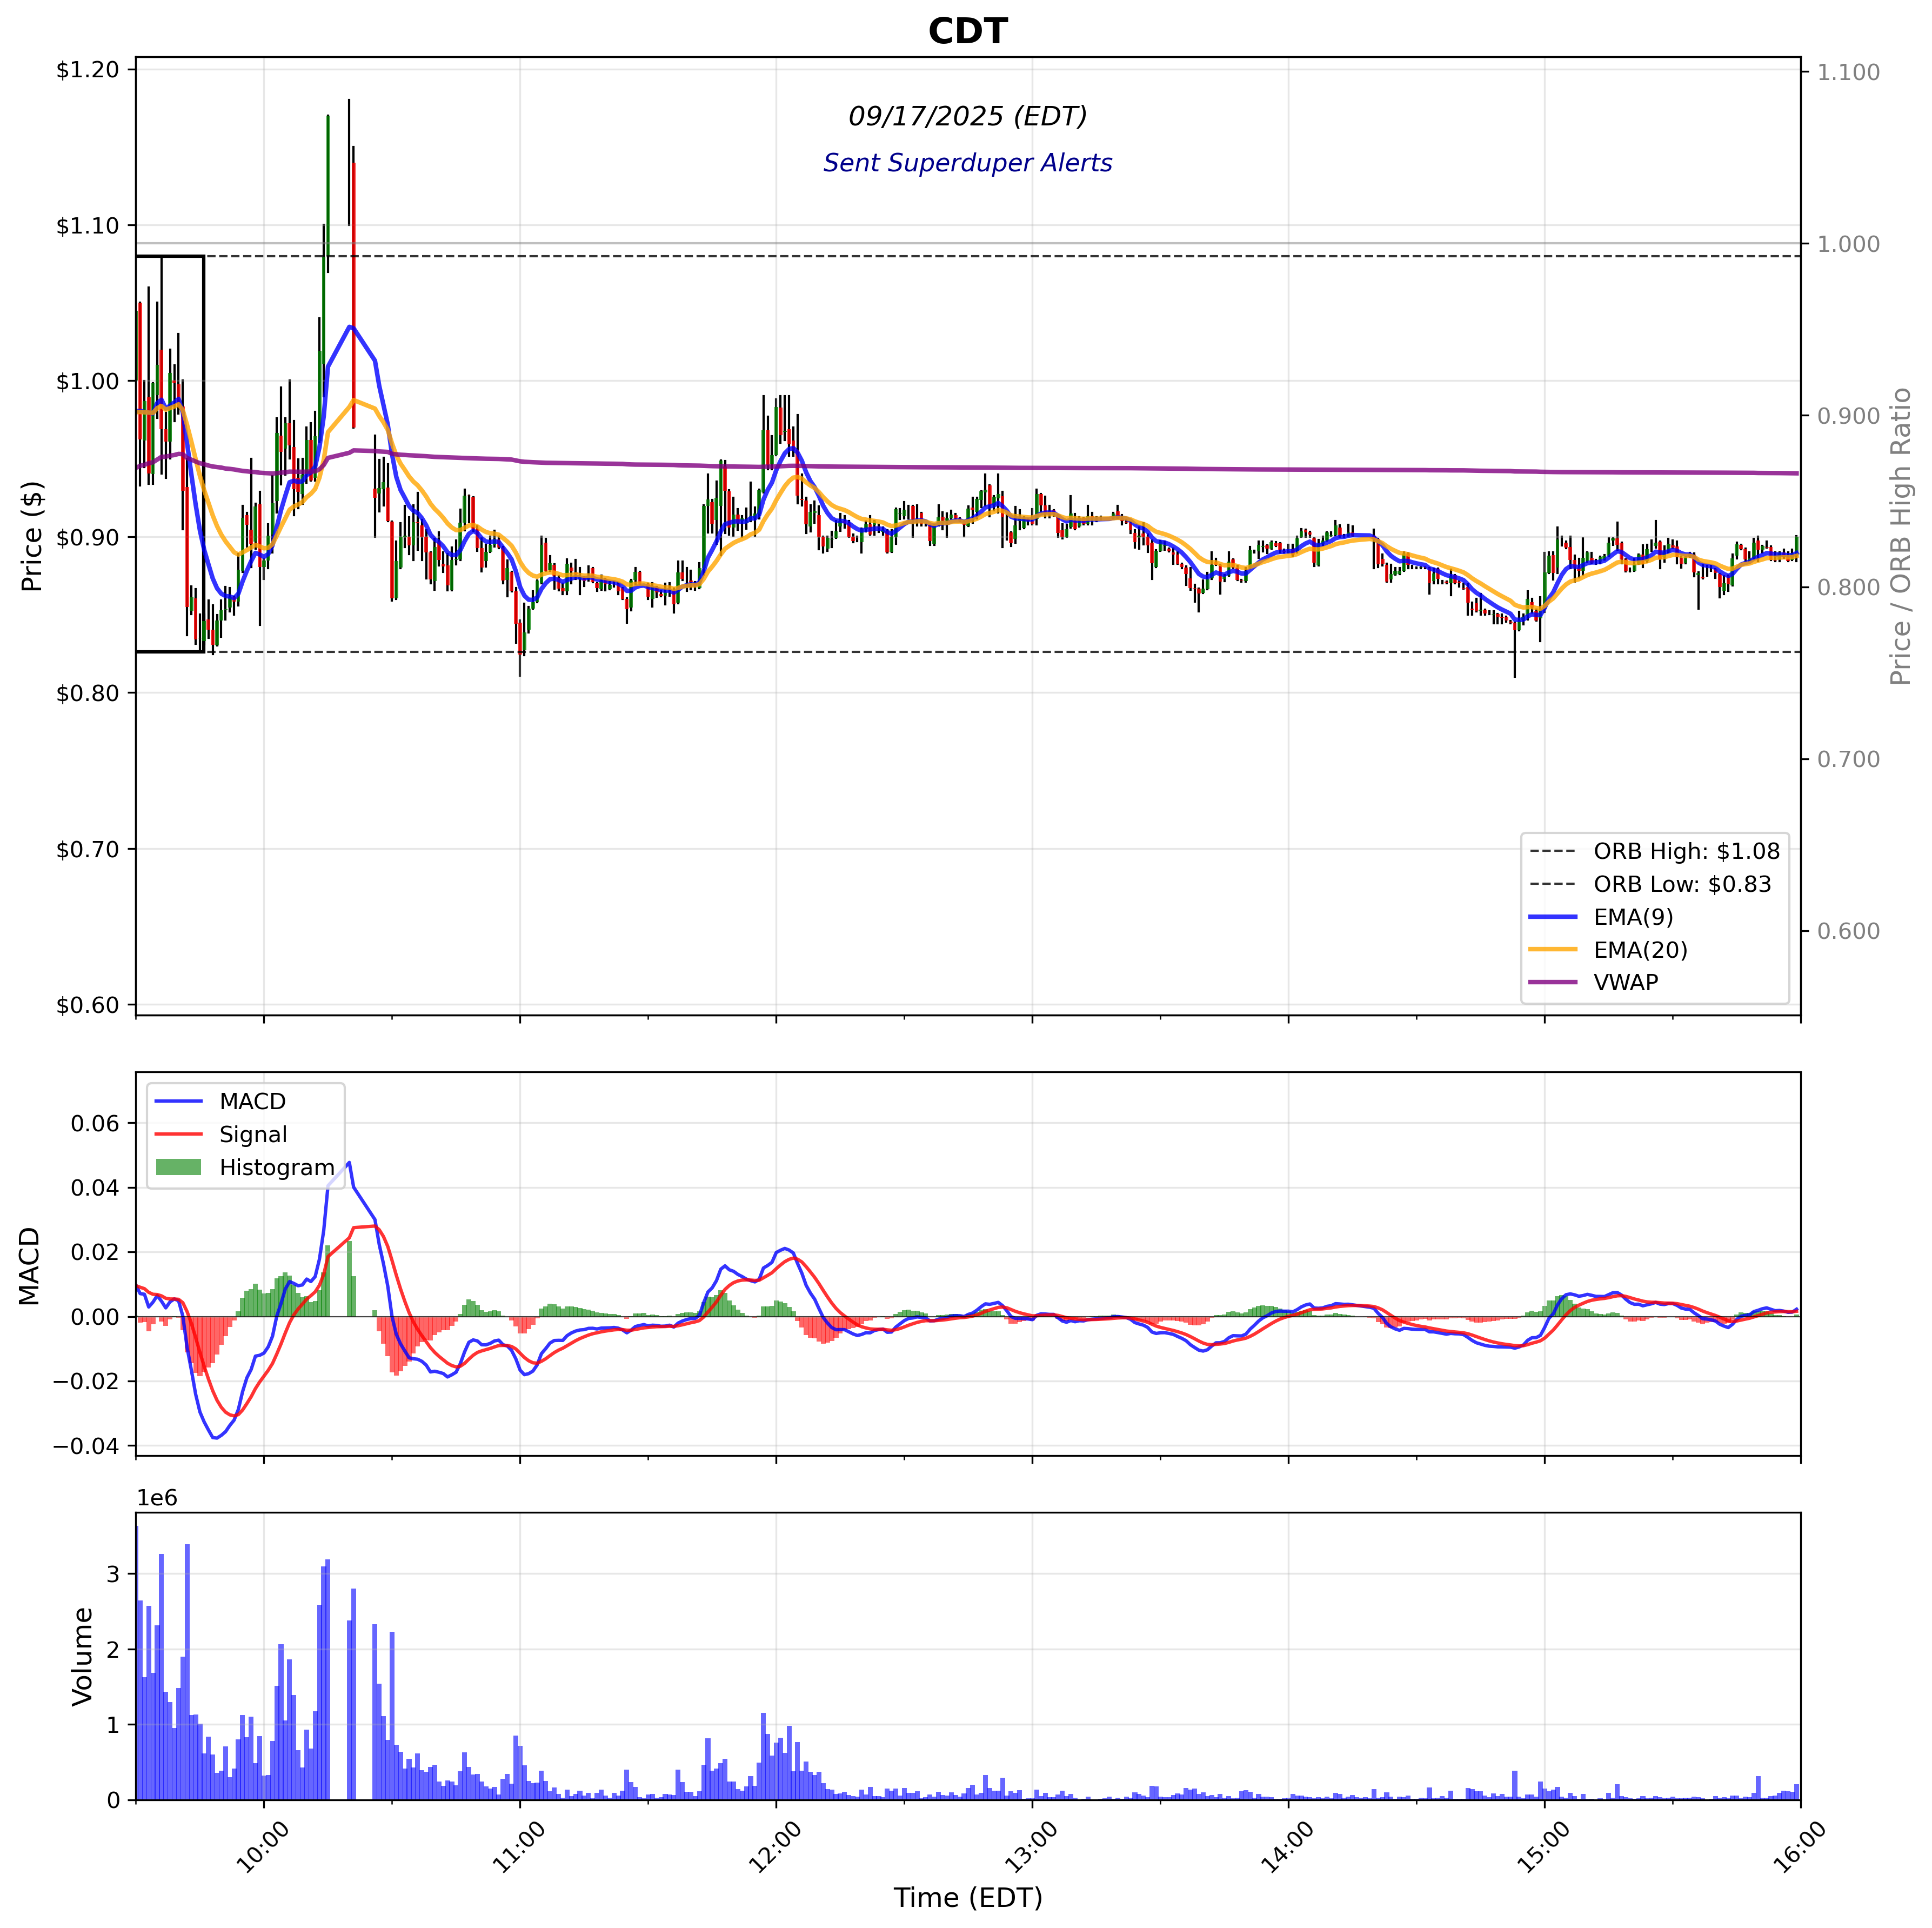 CDT
09/17/2025 (EDT)
Sent Superduper Alerts
Price ($)
$1.20
$1.10
$1.00
$0.90
$0.80
$0.70
$0.60
1.100
1.000
0.900
0.800
0.700
0.600
Price / ORB High Ratio
ORB High: $1.08
ORB Low: $0.83
EMA(9)
EMA(20)
VWAP
MACD
0.06
0.04
0.02
0.00
−0.02
−0.04
MACD
Signal
Histogram
1e6
Volume
3
2
1
0
10:00
11:00
12:00
13:00
14:00
15:00
16:00
Time (EDT)